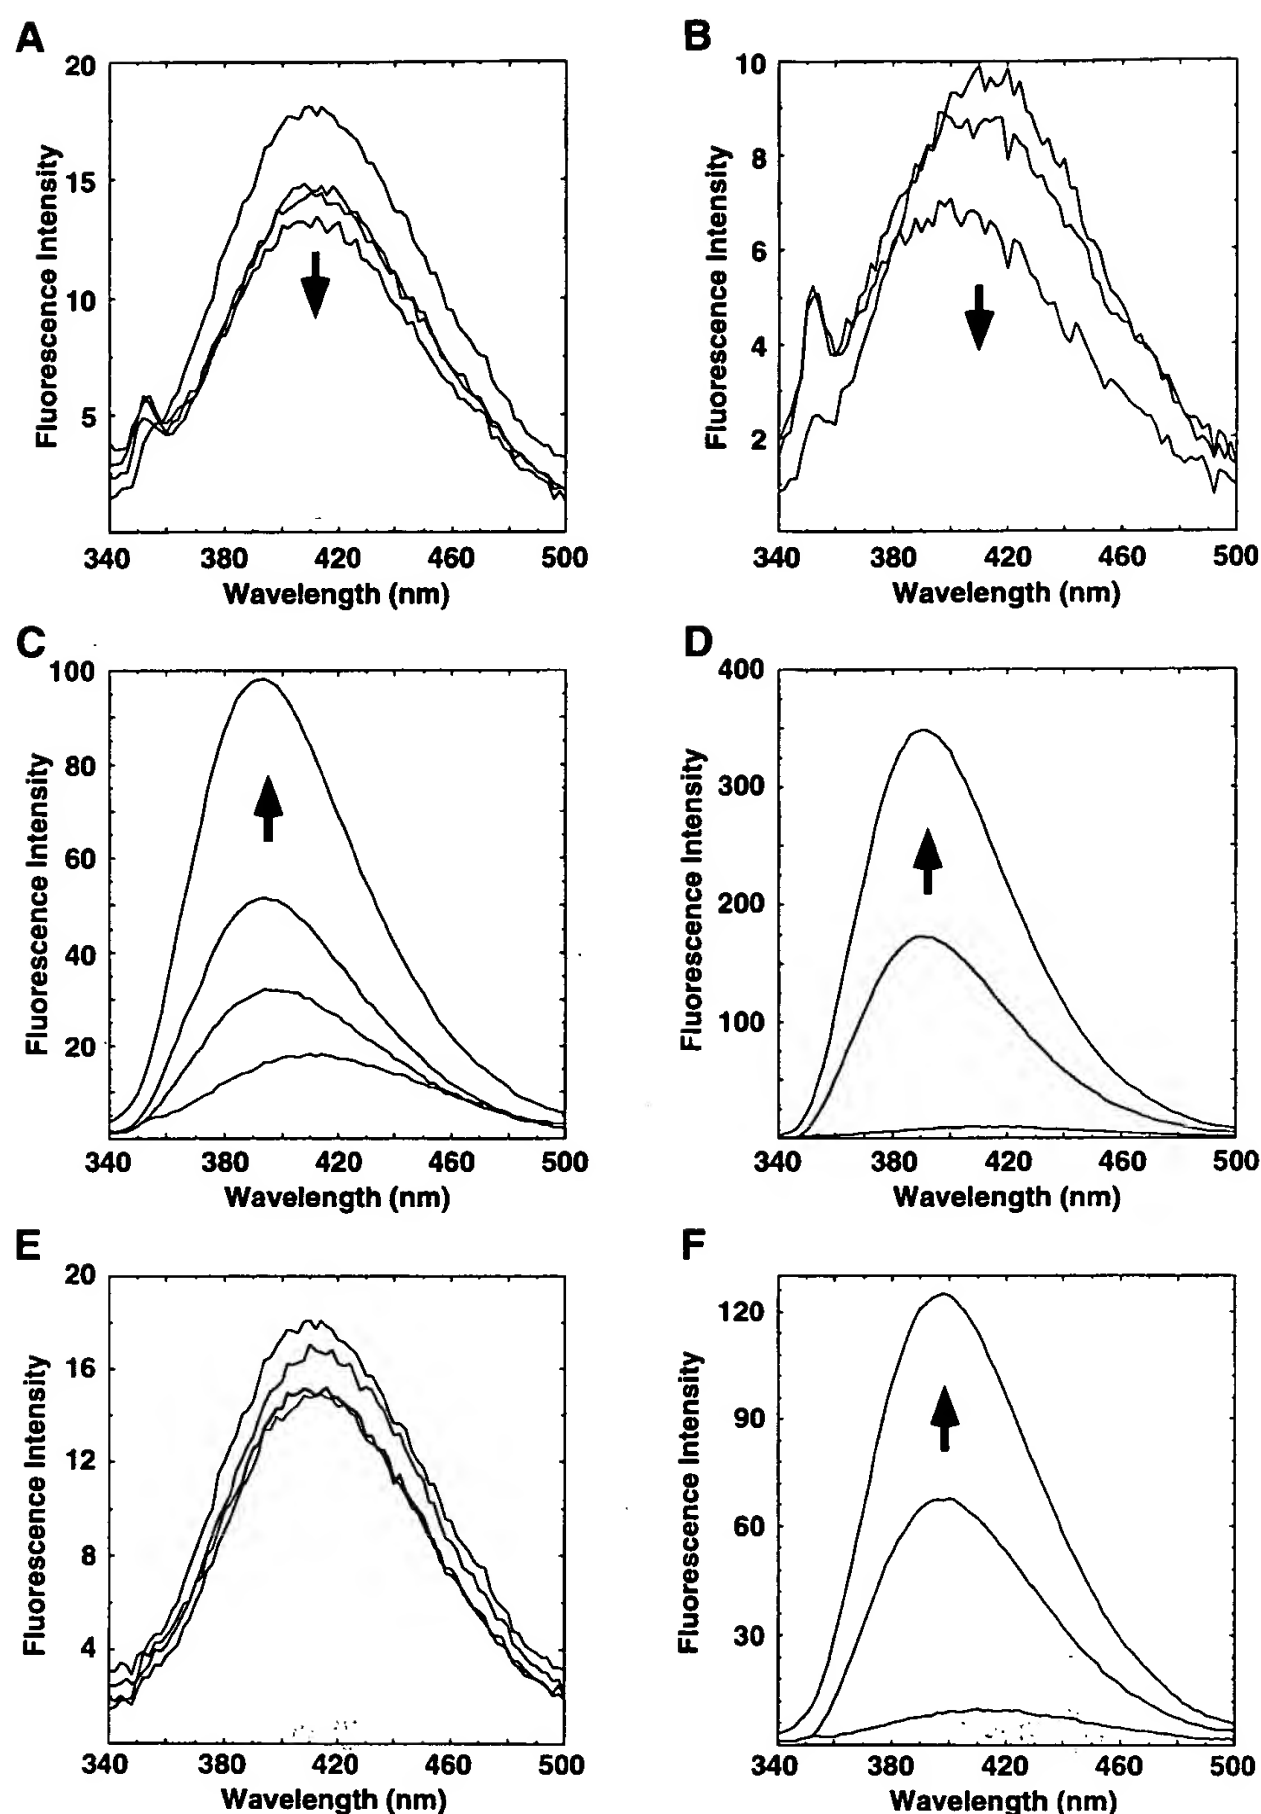 A
B
20
15
10
5
Fluorescence Intensity
340 380 420 460 500
Wavelength (nm)
10
8
6
4
2
Fluorescence Intensity
340 380 420 460 500
Wavelength (nm)
C
D
100
80
60
40
20
Fluorescence Intensity
340 380 420 460 500
Wavelength (nm)
400
300
200
100
Fluorescence Intensity
340 380 420 460 500
Wavelength (nm)
E
F
20
16
12
8
4
Fluorescence Intensity
340 380 420 460 500
Wavelength (nm)
120
90
60
30
Fluorescence Intensity
340 380 420 460 500
Wavelength (nm)